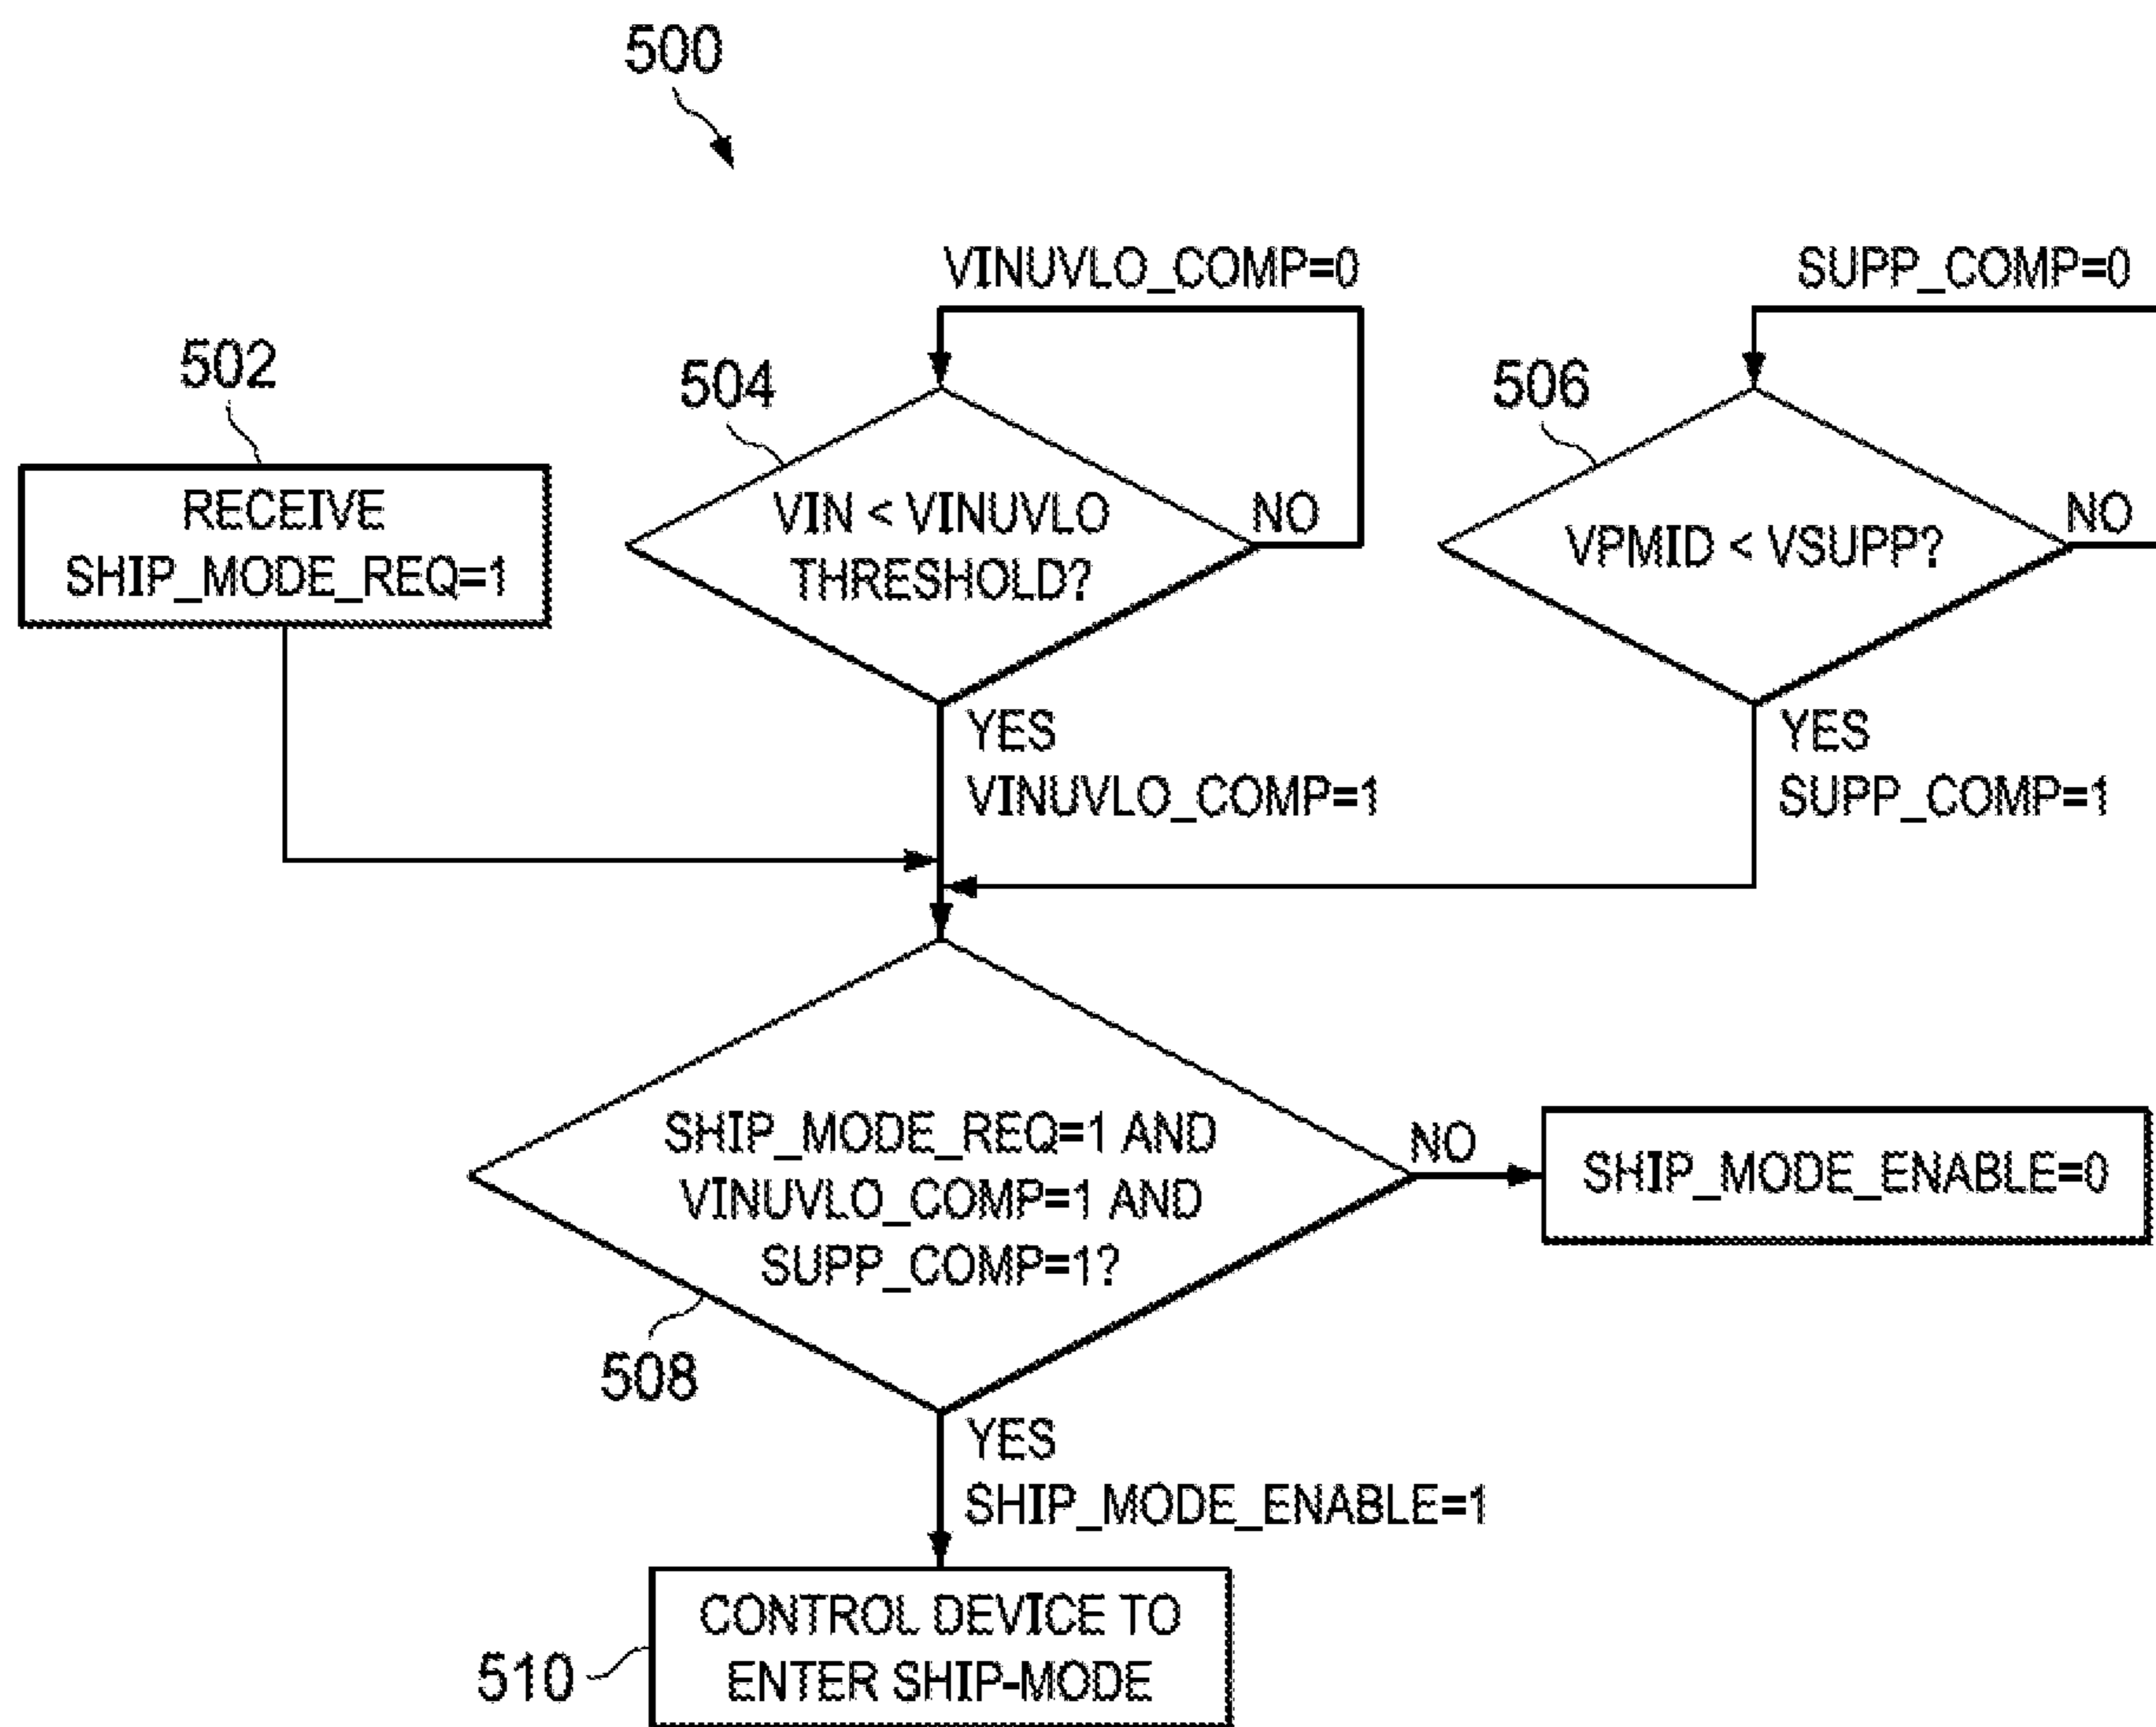 500
VINUVLO_COMP=0
SUPP_COMP=0
502
504
506
RECEIVE
SHIP_MODE_REQ=1
VIN < VINUVLO
THRESHOLD?
NO
VPMID < VSUPP?
NO
YES
VINUVLO_COMP=1
YES
SUPP_COMP=1
SHIP_MODE_REQ=1 AND
VINUVLO_COMP=1 AND
SUPP_COMP=1?
NO
SHIP_MODE_ENABLE=0
508
YES
SHIP_MODE_ENABLE=1
CONTROL DEVICE TO
ENTER SHIP-MODE
510